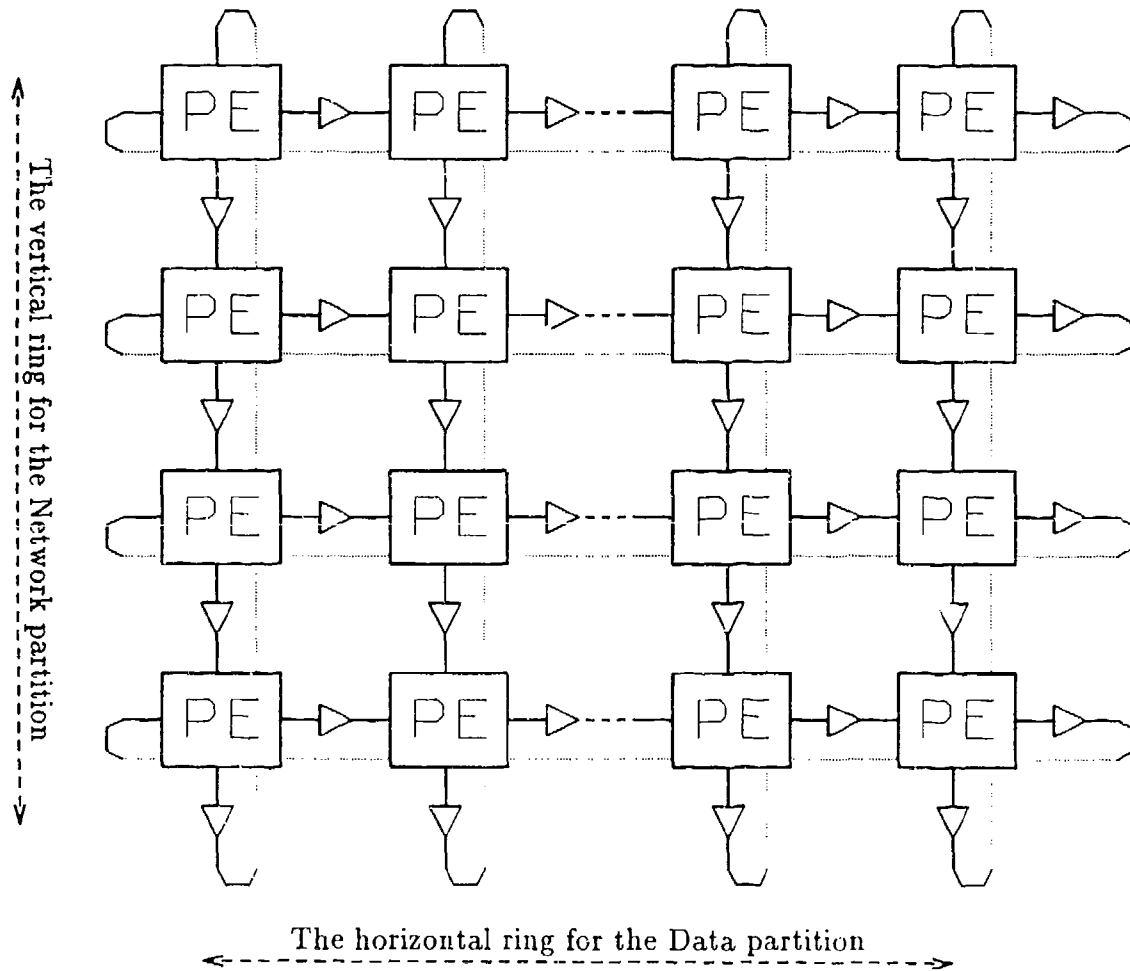 PE PE PE PE
The vertical ring for the Network partition
PE PE PE PE
PE PE PE PE
PE PE PE PE
The horizontal ring for the Data partition